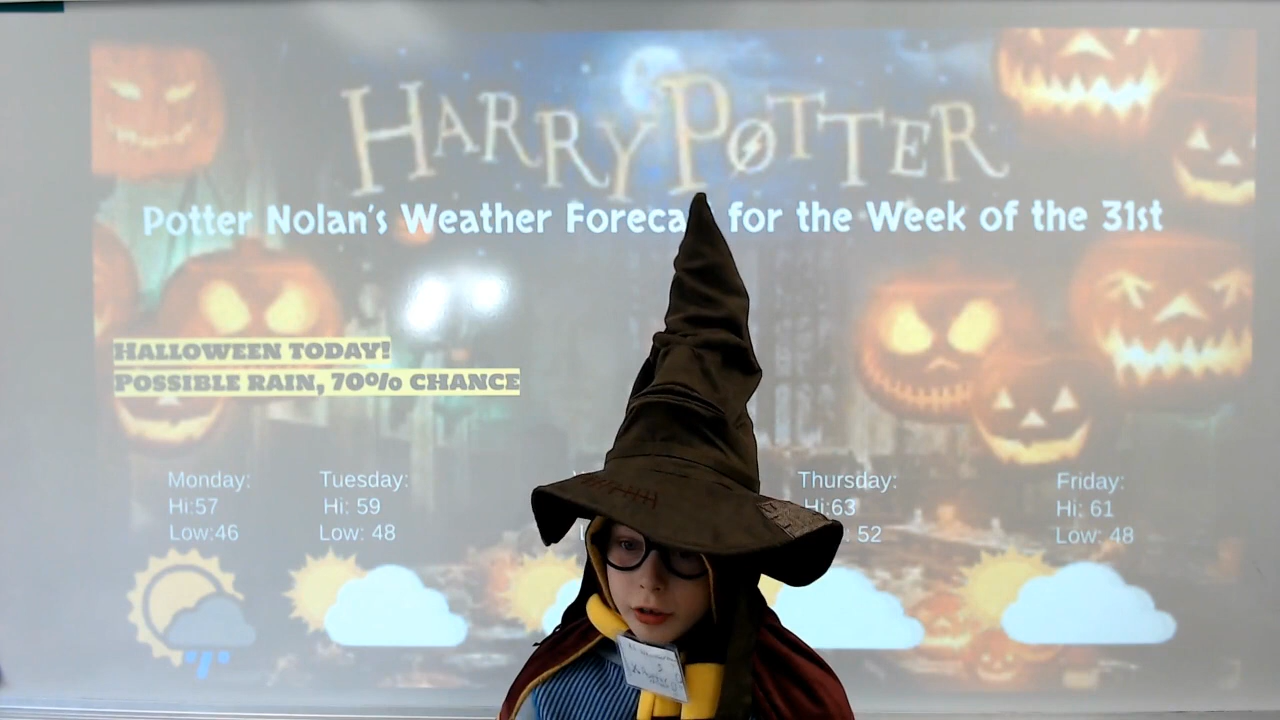 HARRY POTTER
Potter Nolan's Weather for the Week of the 31st
HALLOWEEN TODAY!
POSSIBLE RAIN, 70% CHANCE
Monday:
Hi:57
Low:46
Tuesday:
Hi: 59
Low: 48
Thursday:
Hi:63
52
Friday:
Hi: 61
Low: 48